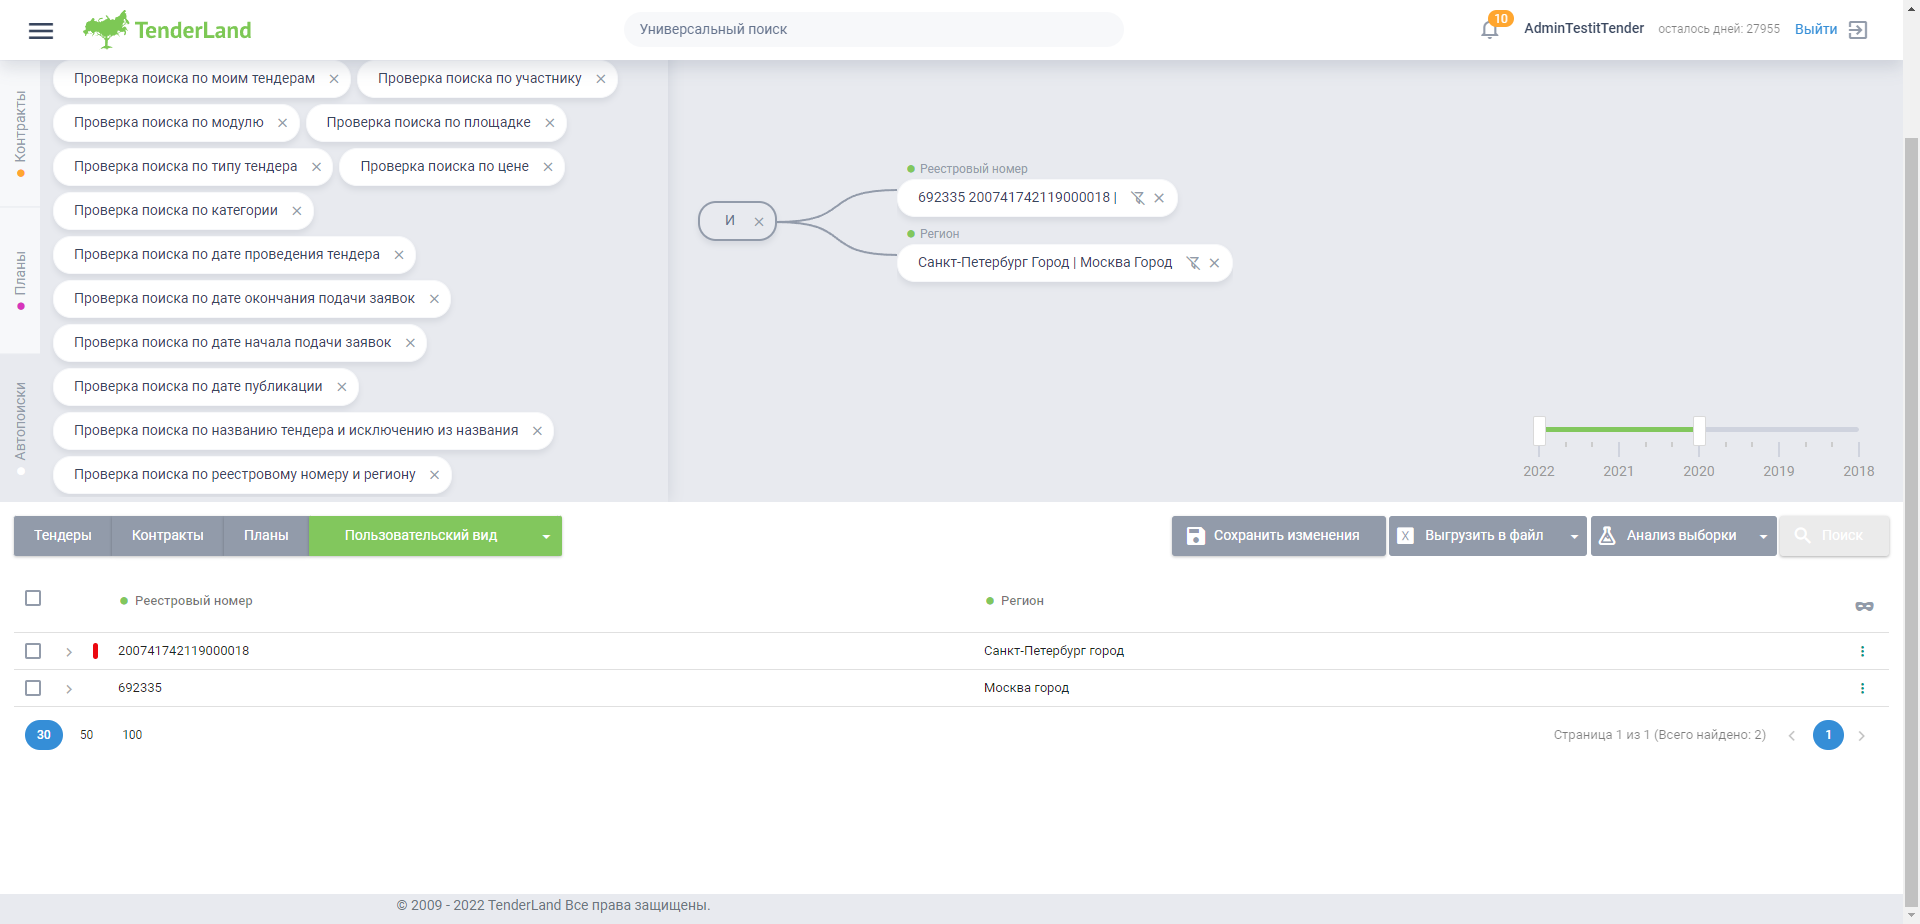 TenderLand
Универсальный поиск
10
AdminTestitTender
осталось дней: 27955
Выйти
Контракты
Планы
Автопоиски
Проверка поиска по моим тендерам
Проверка поиска по участнику
Проверка поиска по модулю
Проверка поиска по площадке
Проверка поиска по типу тендера
Проверка поиска по цене
Проверка поиска по категории
Проверка поиска по дате проведения тендера
Проверка поиска по дате окончания подачи заявок
Проверка поиска по дате начала подачи заявок
Проверка поиска по дате публикации
Проверка поиска по названию тендера и исключению из названия
Проверка поиска по реестровому номеру и региону
И
Реестровый номер
692335 200741742119000018 |
Регион
Санкт-Петербург Город | Москва Город
2022 2021 2020 2019 2018
Тендеры Контракты Планы Пользовательский вид
Сохранить изменения
X Выгрузить в файл
Анализ выборки
Поиск
Реестровый номер Регион
200741742119000018 Санкт-Петербург город
692335 Москва город
30 50 100
Страница 1 из 1 (Всего найдено: 2) 1
© 2009 - 2022 TenderLand Все права защищены.